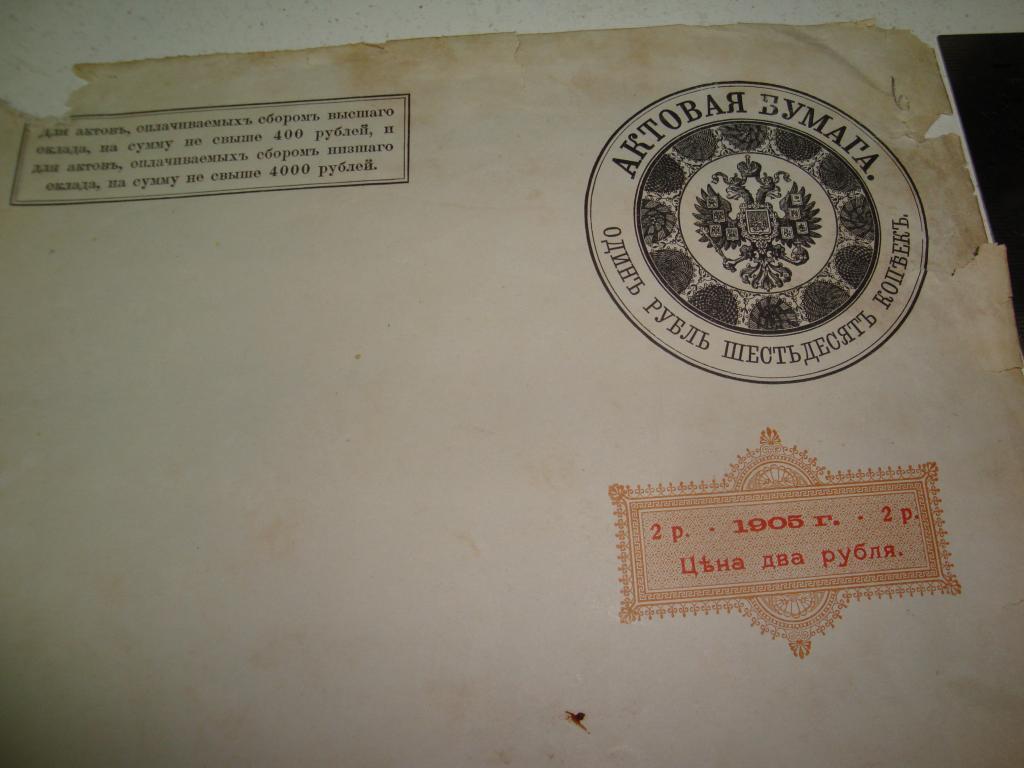 Для актовъ, оплачиваемыхъ сборомъ высшаго
оклада, на сумму не свыше 400 рублей, и
для актовъ, оплачиваемыхъ сборомъ низшаго
оклада, на сумму не свыше 4000 рублей.
АКТОВАЯ БУМАГА.
ОДИНЪ РУБЛЬ ШЕСТЬДЕСЯТЪ КОПѢЕКЪ.
2 р. · 1905 г. · 2 р.
Цѣна два рубля.